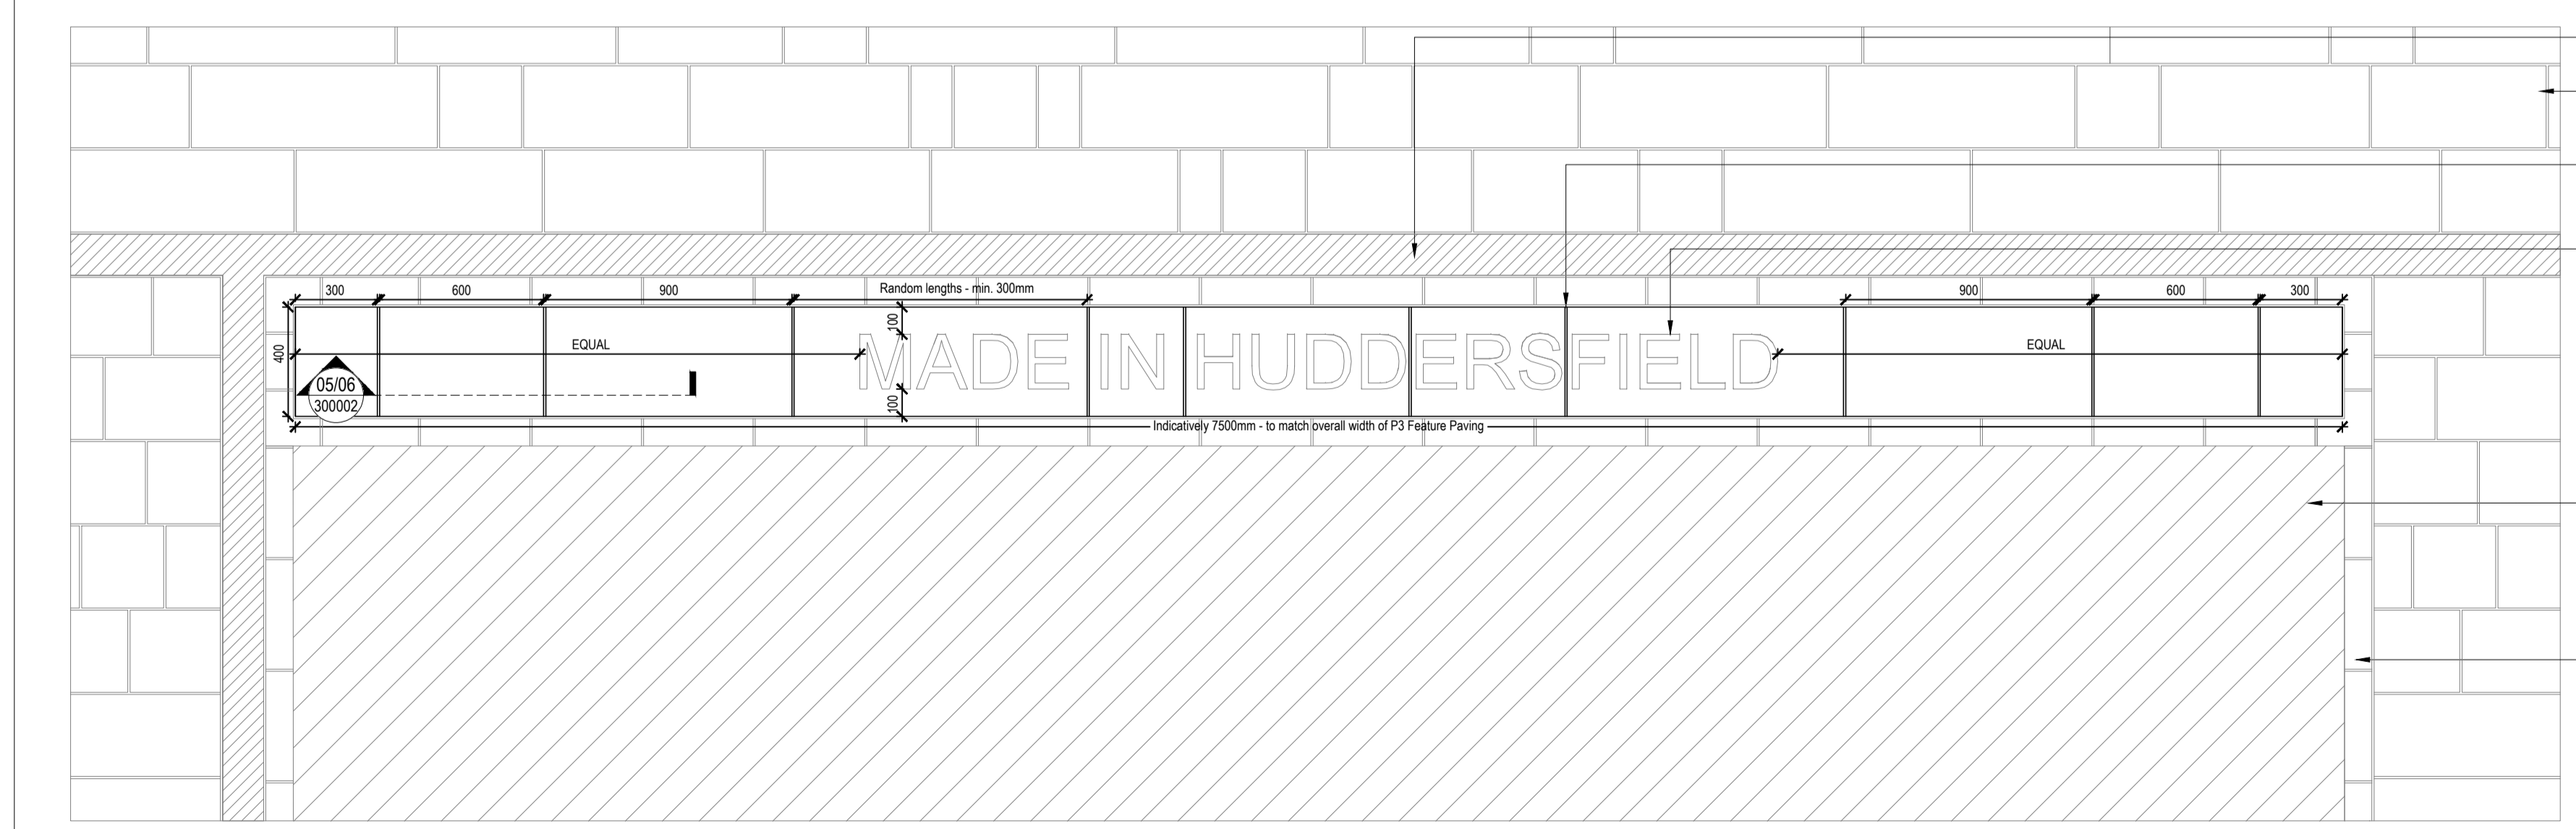 300
600
900
Random lengths - min. 300mm
900
600
300
400
100
EQUAL
MADE IN HUDDERSFIELD
EQUAL
05/06
300002
100
Indicatively 7500mm - to match overall width of P3 Feature Paving